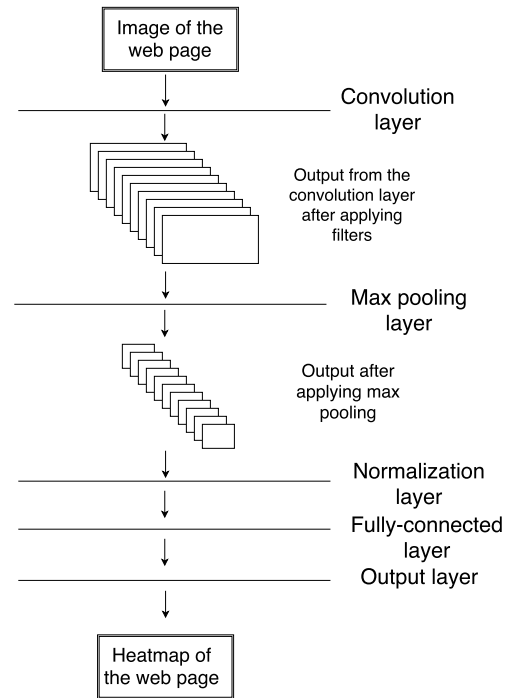 Image of the
web page
Convolution
layer
Output from the
convolution layer
after applying
filters
Max pooling
layer
Output after
applying max
pooling
Normalization
layer
Fully-connected
layer
Output layer
Heatmap of
the web page